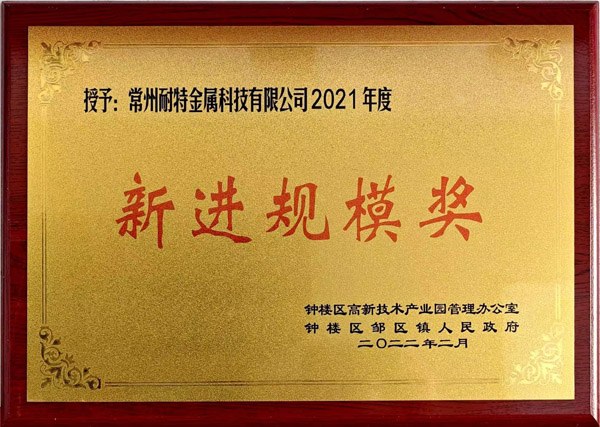 授予：常州耐特金属科技有限公司2021年度
新进规模奖
钟楼区高新技术产业园管理办公室
钟楼区邹区镇人民政府
二〇二二年二月